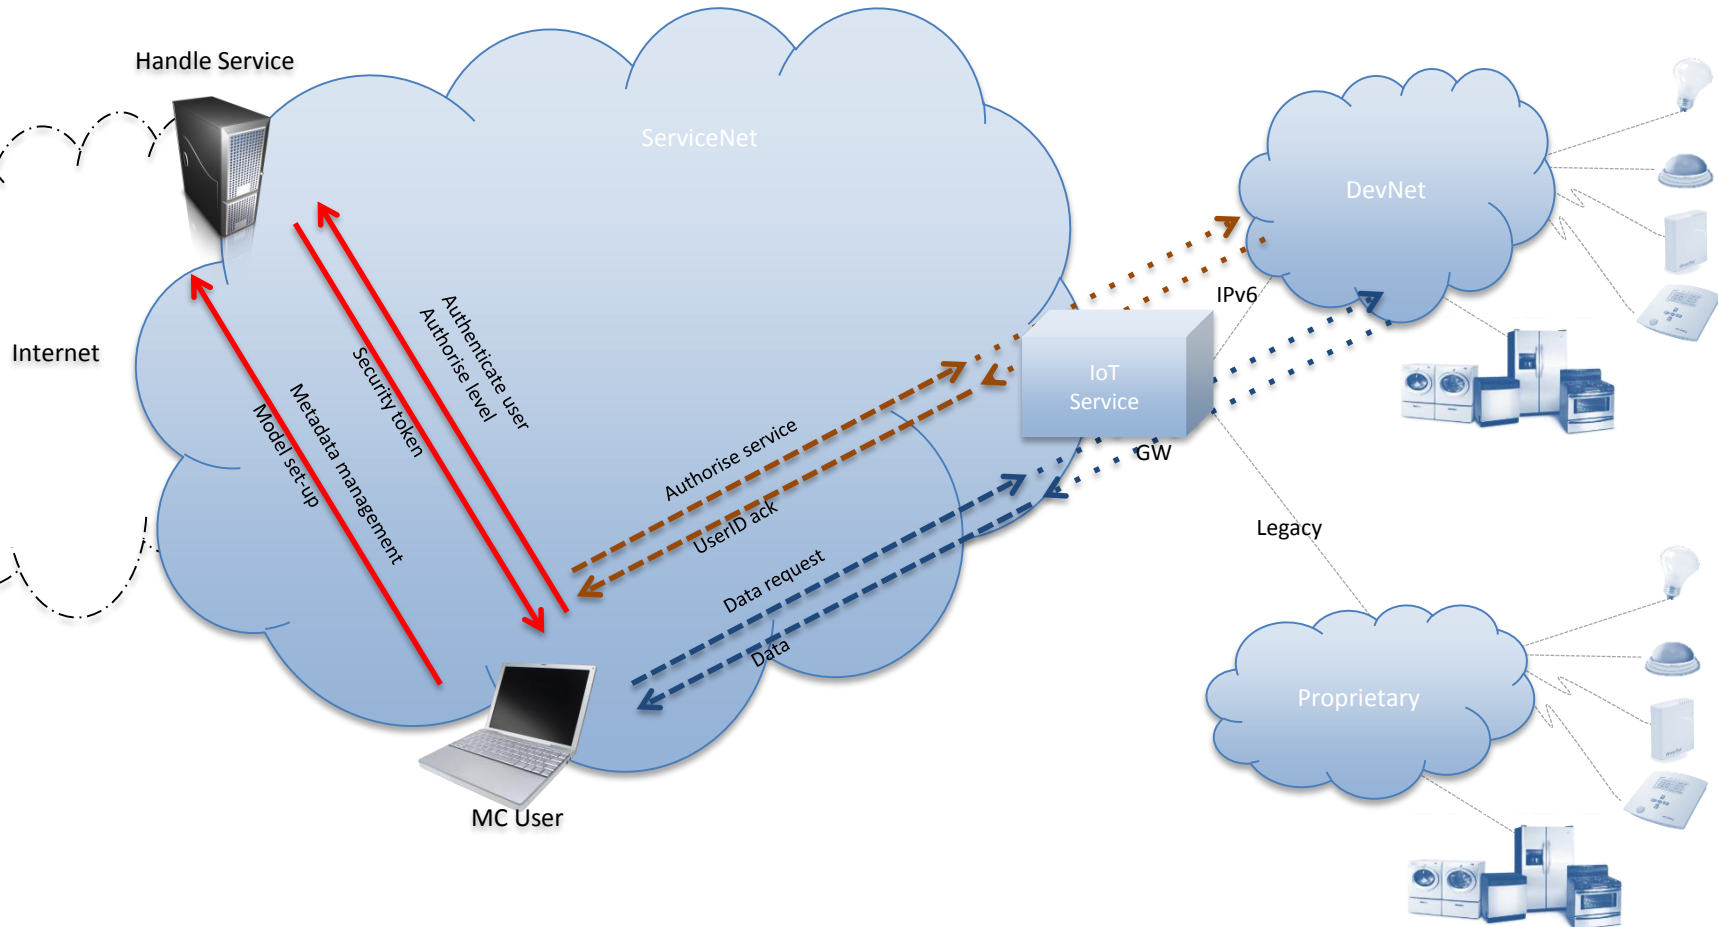 Handle Service
ServiceNet
DevNet
IPv6
Internet
IoT
Service
GW
Authenticate user
Authorise level
Security token
Metadata management
Model set-up
Authorise service
UserID ack
Data request
Data
Legacy
Proprietary
MC User